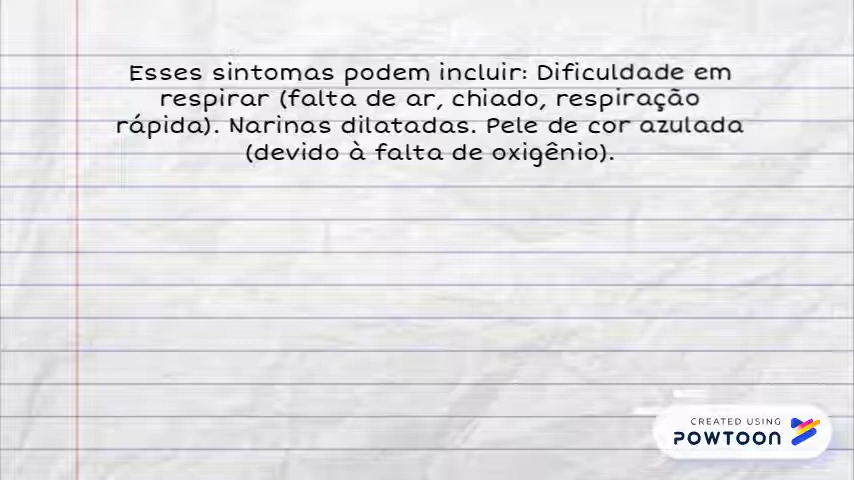 Esses sintomas podem incluir: Dificuldade em
respirar (falta de ar, chiado, respiração
rápida). Narinas dilatadas. Pele de cor azulada
(devido à falta de oxigênio).
CREATED USING
POWTOON